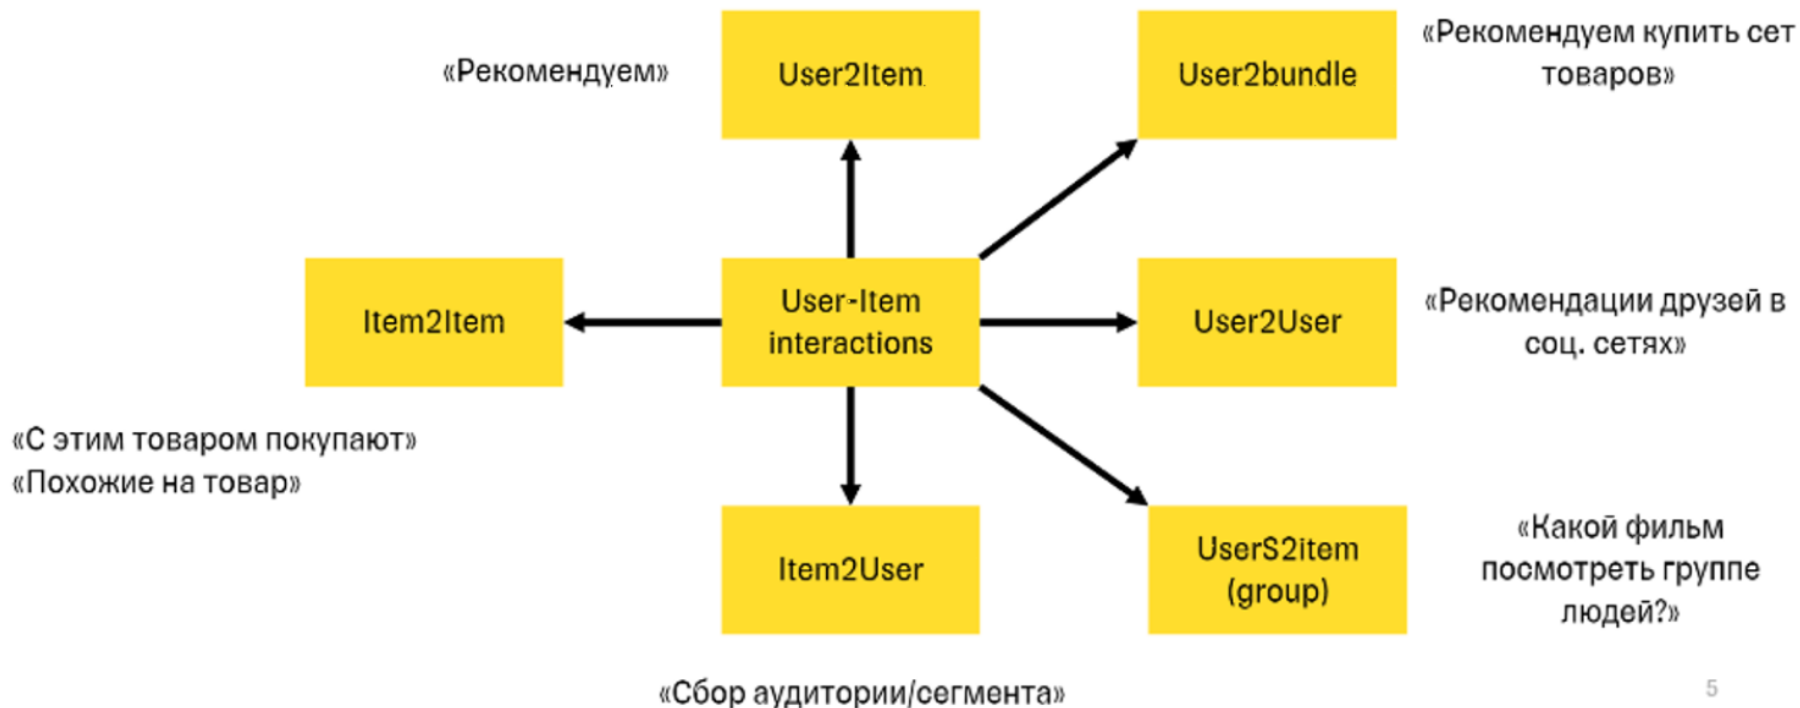 «Рекомендуем»
User2Item
User2bundle
«Рекомендуем купить сет
товаров»
Item2Item
User-Item
interactions
User2User
«Рекомендации друзей в
соц. сетях»
«С этим товаром покупают»
«Похожие на товар»
Item2User
UserS2item
(group)
«Какой фильм
посмотреть группе
людей?»
«Сбор аудитории/сегмента»
5